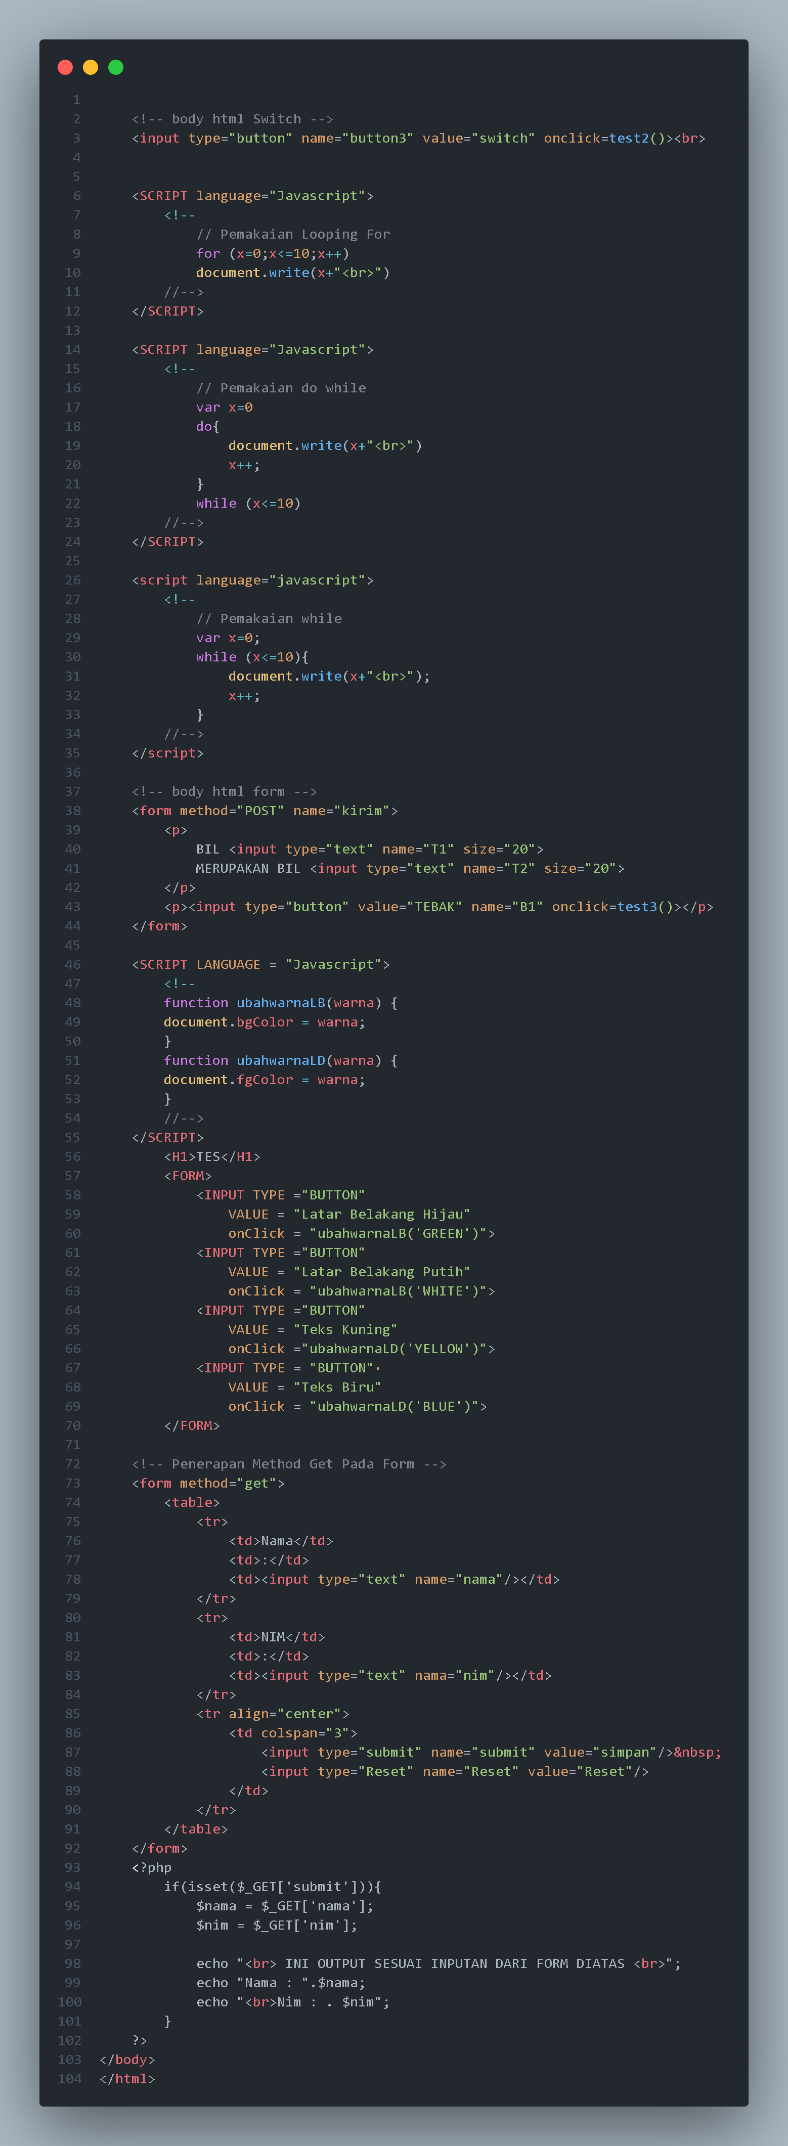 1
2 <!-- body html Switch -->
3 <input type="button" name="button3" value="switch" onclick=test2()><br>
4
5
6 <SCRIPT language="Javascript">
7 <!--
8 // Pemakaian Looping For
9 for (x=0;x<=10;x++)
10 document.write(x+"<br>")
11 //-->
12 </SCRIPT>
13
14 <SCRIPT language="Javascript">
15 <!--
16 // Pemakaian do while
17 var x=0
18 do{
19 document.write(x+"<br>")
20 x++;
21 }
22 while (x<=10)
23 //-->
24 </SCRIPT>
25
26 <script language="javascript">
27 <!--
28 // Pemakaian while
29 var x=0;
30 while (x<=10){
31 document.write(x+"<br>");
32 x++;
33 }
34 //-->
35 </script>
36
37 <!-- body html form -->
38 <form method="POST" name="kirim">
39 <p>
40 BIL <input type="text" name="T1" size="20">
41 MERUPAKAN BIL <input type="text" name="T2" size="20">
42 </p>
43 <p><input type="button" value="TEBAK" name="B1" onclick=test3()></p>
44 </form>
45
46 <SCRIPT LANGUAGE = "Javascript">
47 <!--
48 function ubahwarnaLB(warna) {
49 document.bgColor = warna;
50 }
51 function ubahwarnaLD(warna) {
52 document.fgColor = warna;
53 }
54 //-->
55 </SCRIPT>
56 <H1>TES</H1>
57 <FORM>
58 <INPUT TYPE ="BUTTON"
59 VALUE = "Latar Belakang Hijau"
60 onClick = "ubahwarnaLB('GREEN')">
61 <INPUT TYPE ="BUTTON"
62 VALUE = "Latar Belakang Putih"
63 onClick = "ubahwarnaLB('WHITE')">
64 <INPUT TYPE ="BUTTON"
65 VALUE = "Teks Kuning"
66 onClick ="ubahwarnaLD('YELLOW')">
67 <INPUT TYPE = "BUTTON"·
68 VALUE = "Teks Biru"
69 onClick = "ubahwarnaLD('BLUE')">
70 </FORM>
71
72 <!-- Penerapan Method Get Pada Form -->
73 <form method="get">
74 <table>
75 <tr>
76 <td>Nama</td>
77 <td>:</td>
78 <td><input type="text" name="nama"/></td>
79 </tr>
80 <tr>
81 <td>NIM</td>
82 <td>:</td>
83 <td><input type="text" nama="nim"/></td>
84 </tr>
85 <tr align="center">
86 <td colspan="3">
87 <input type="submit" name="submit" value="simpan"/>&nbsp;
88 <input type="Reset" name="Reset" value="Reset"/>
89 </td>
90 </tr>
91 </table>
92 </form>
93 <?php
94 if(isset($_GET['submit'])){
95 $nama = $_GET['nama'];
96 $nim = $_GET['nim'];
97
98 echo "<br> INI OUTPUT SESUAI INPUTAN DARI FORM DIATAS <br>";
99 echo "Nama : ".$nama;
100 echo "<br>Nim : . $nim";
101 }
102 ?>
103 </body>
104 </html>